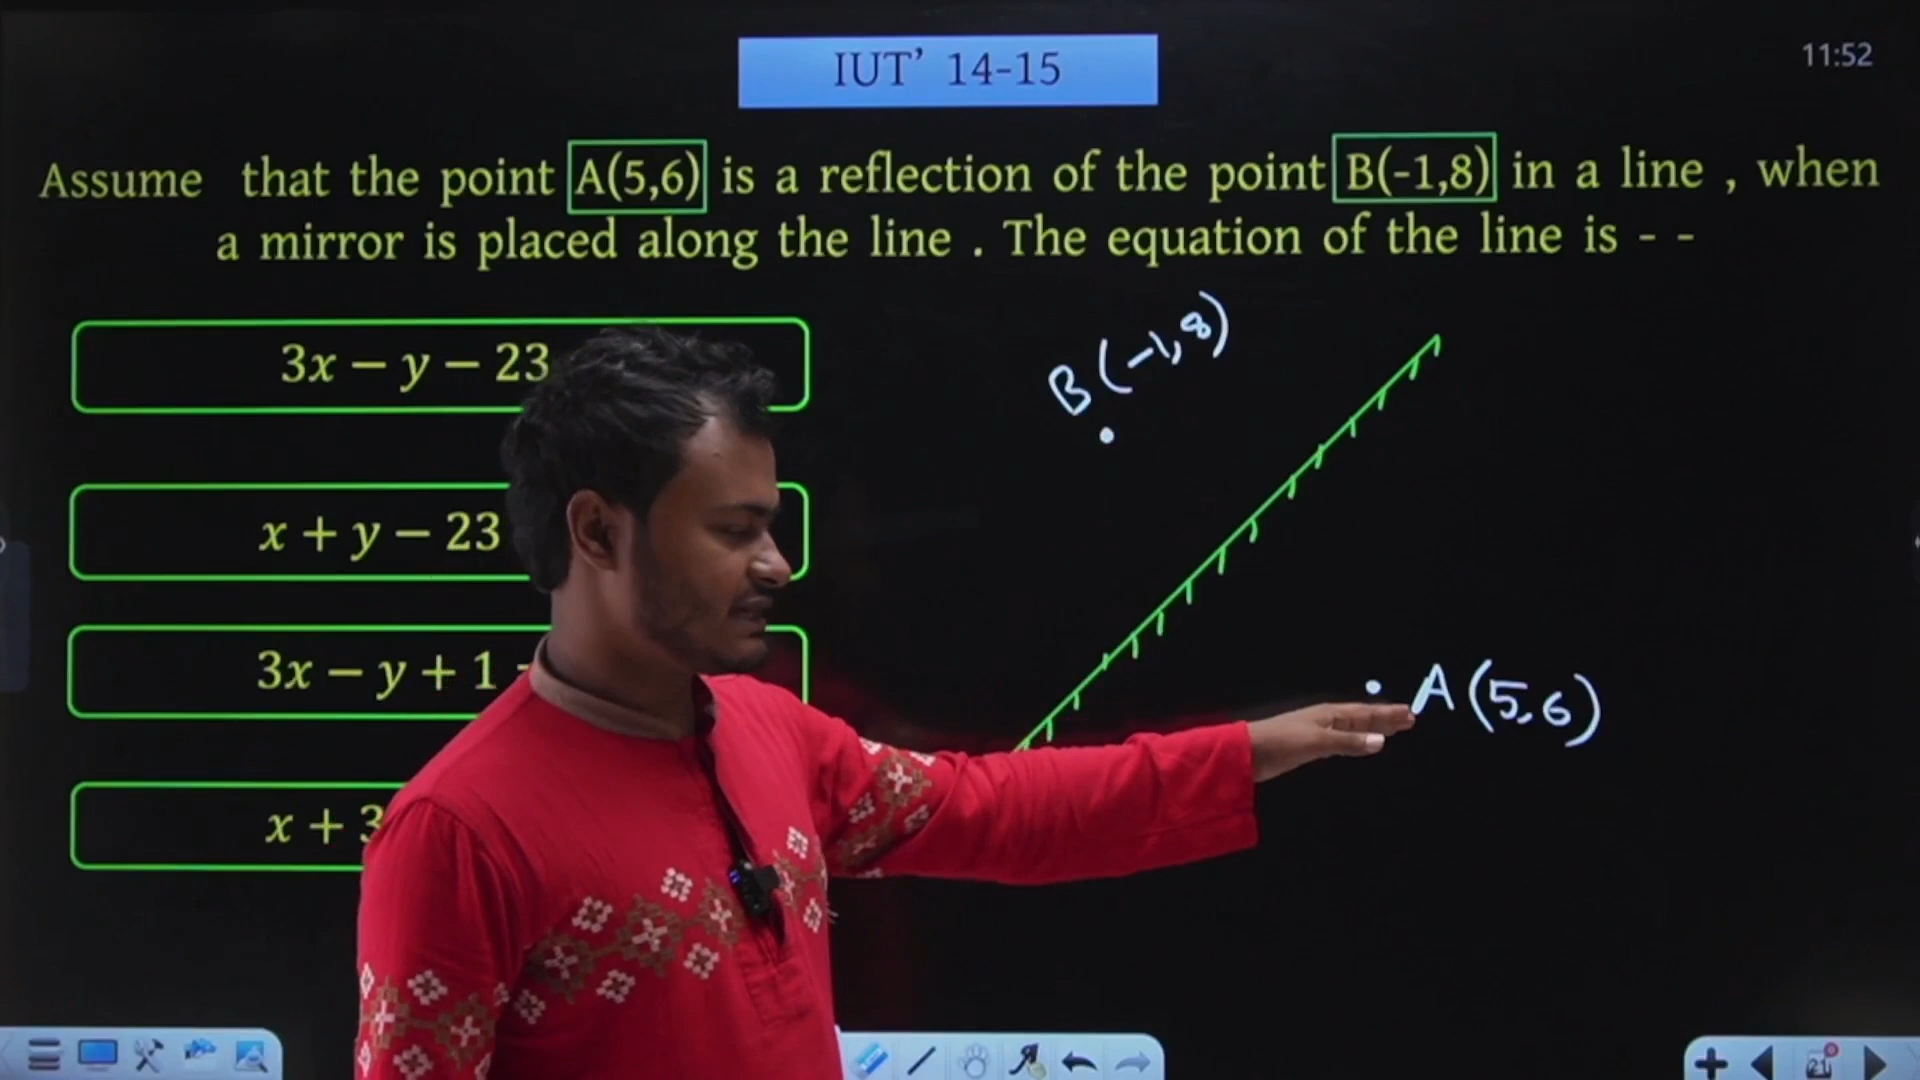 IUT’ 14-15
11:52
Assume that the point A(5,6) is a reflection of the point B(-1,8) in a line , when
a mirror is placed along the line . The equation of the line is - -
3x − y − 23
B (-1,8)
x + y − 23
3x − y + 1
A (5,6)
x + 3
21